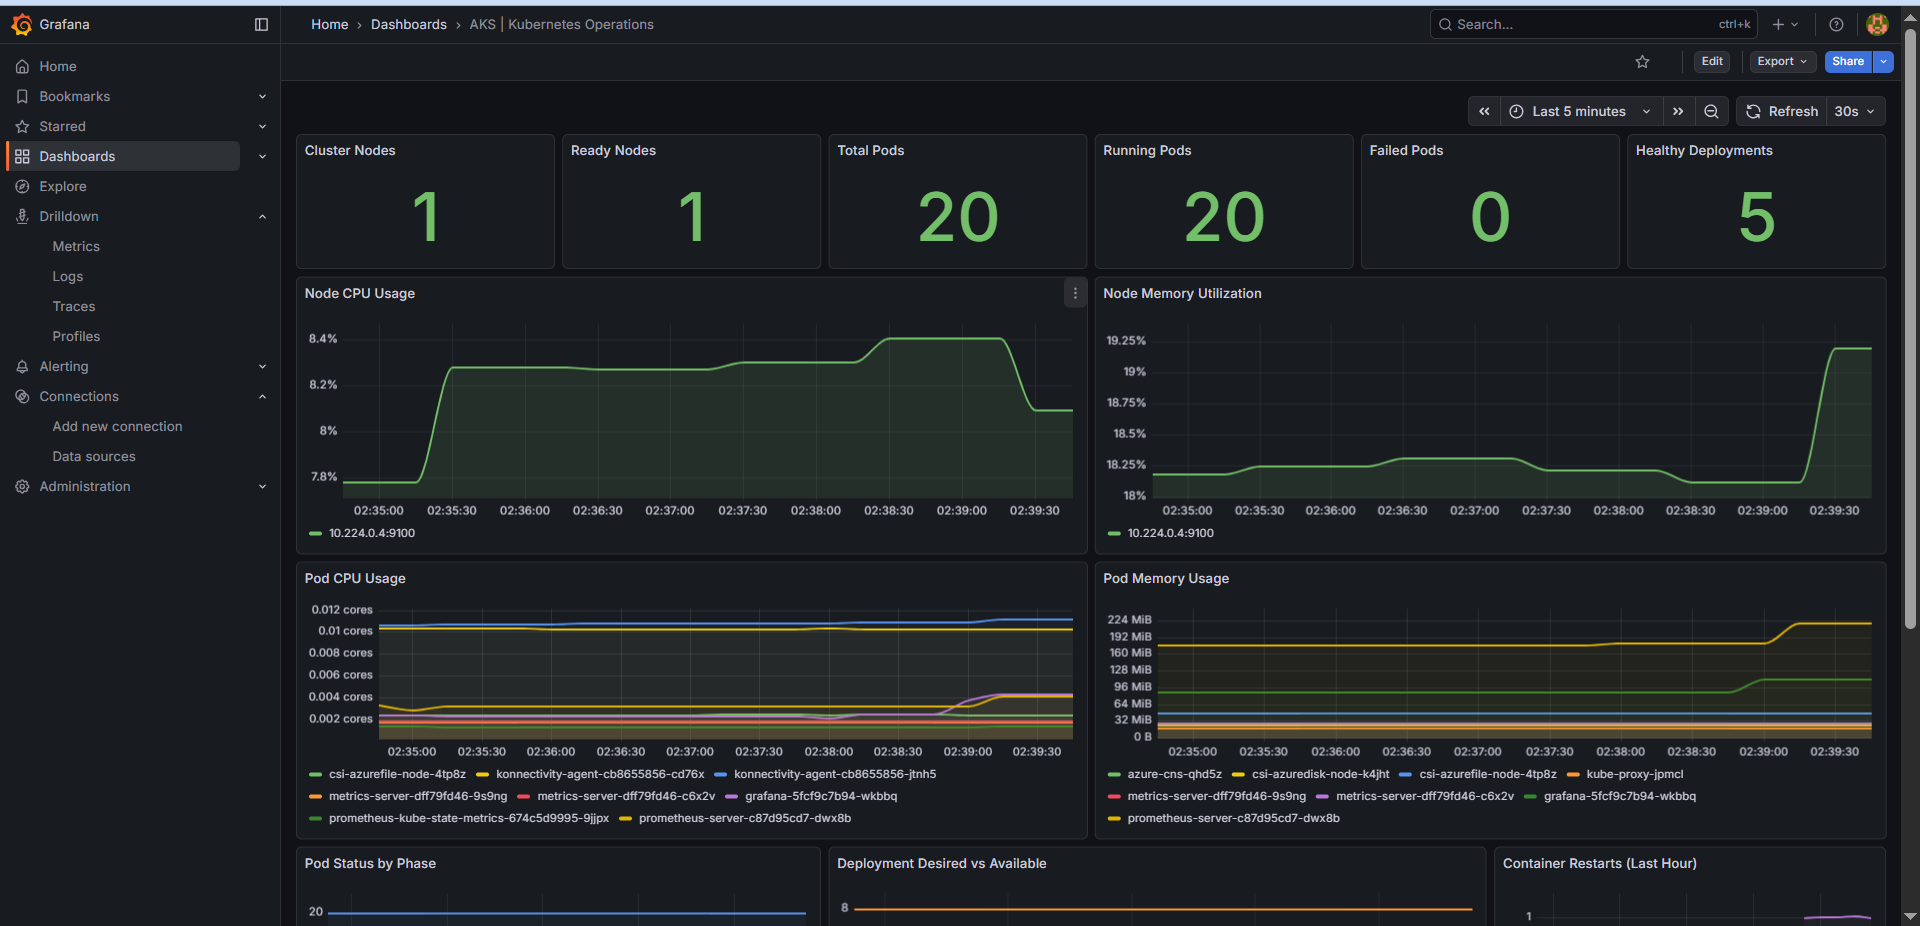 Grafana
Home › Dashboards › AKS | Kubernetes Operations
Search...
ctrl+k
Home
Bookmarks
Starred
Dashboards
Explore
Drilldown
Metrics
Logs
Traces
Profiles
Alerting
Connections
Add new connection
Data sources
Administration
Edit
Export
Share
Last 5 minutes
Refresh
30s
Cluster Nodes
1
Ready Nodes
1
Total Pods
20
Running Pods
20
Failed Pods
0
Healthy Deployments
5
Node CPU Usage
8.4%
8.2%
8%
7.8%
02:35:00 02:35:30 02:36:00 02:36:30 02:37:00 02:37:30 02:38:00 02:38:30 02:39:00 02:39:30
10.224.0.4:9100
Node Memory Utilization
19.25%
19%
18.75%
18.5%
18.25%
18%
02:35:00 02:35:30 02:36:00 02:36:30 02:37:00 02:37:30 02:38:00 02:38:30 02:39:00 02:39:30
10.224.0.4:9100
Pod CPU Usage
0.012 cores
0.01 cores
0.008 cores
0.006 cores
0.004 cores
0.002 cores
02:35:00 02:35:30 02:36:00 02:36:30 02:37:00 02:37:30 02:38:00 02:38:30 02:39:00 02:39:30
csi-azurefile-node-4tp8z konnectivity-agent-cb8655856-cd76x konnectivity-agent-cb8655856-jtnh5
metrics-server-dff79fd46-9s9ng metrics-server-dff79fd46-c6x2v grafana-5fcf9c7b94-wkbbq
prometheus-kube-state-metrics-674c5d9995-9jjpx prometheus-server-c87d95cd7-dwx8b
Pod Memory Usage
224 MiB
192 MiB
160 MiB
128 MiB
96 MiB
64 MiB
32 MiB
0 B
02:35:00 02:35:30 02:36:00 02:36:30 02:37:00 02:37:30 02:38:00 02:38:30 02:39:00 02:39:30
azure-cns-qhd5z csi-azuredisk-node-k4jht csi-azurefile-node-4tp8z kube-proxy-jpmcl
metrics-server-dff79fd46-9s9ng metrics-server-dff79fd46-c6x2v grafana-5fcf9c7b94-wkbbq
prometheus-server-c87d95cd7-dwx8b
Pod Status by Phase
20
Deployment Desired vs Available
8
Container Restarts (Last Hour)
1